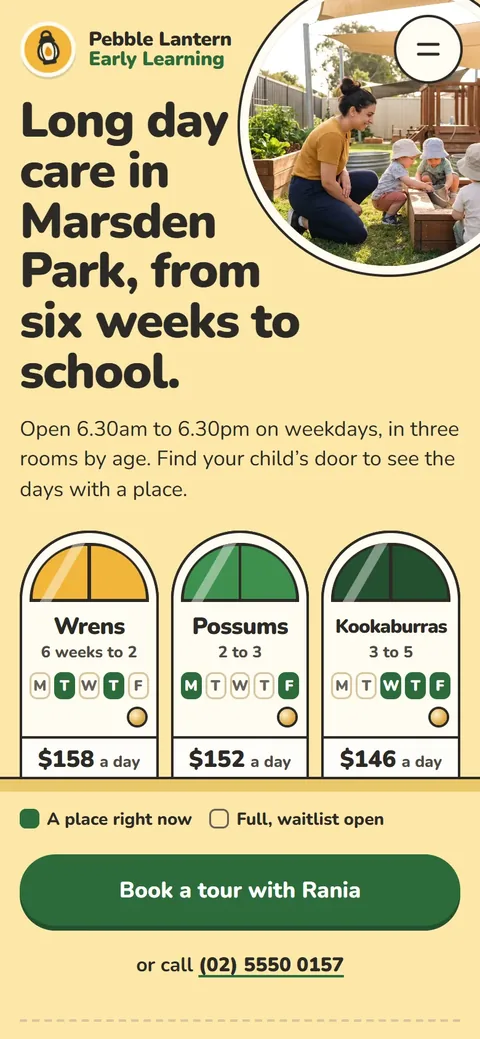 Pebble Lantern
Early Learning
Long day
care in
Marsden
Park, from
six weeks to
school.
Open 6.30am to 6.30pm on weekdays, in three
rooms by age. Find your child’s door to see the
days with a place.
Wrens
6 weeks to 2
M T W T F
$158 a day
Possums
2 to 3
M T W T F
$152 a day
Kookaburras
3 to 5
M T W T F
$146 a day
A place right now
Full, waitlist open
Book a tour with Rania
or call (02) 5550 0157